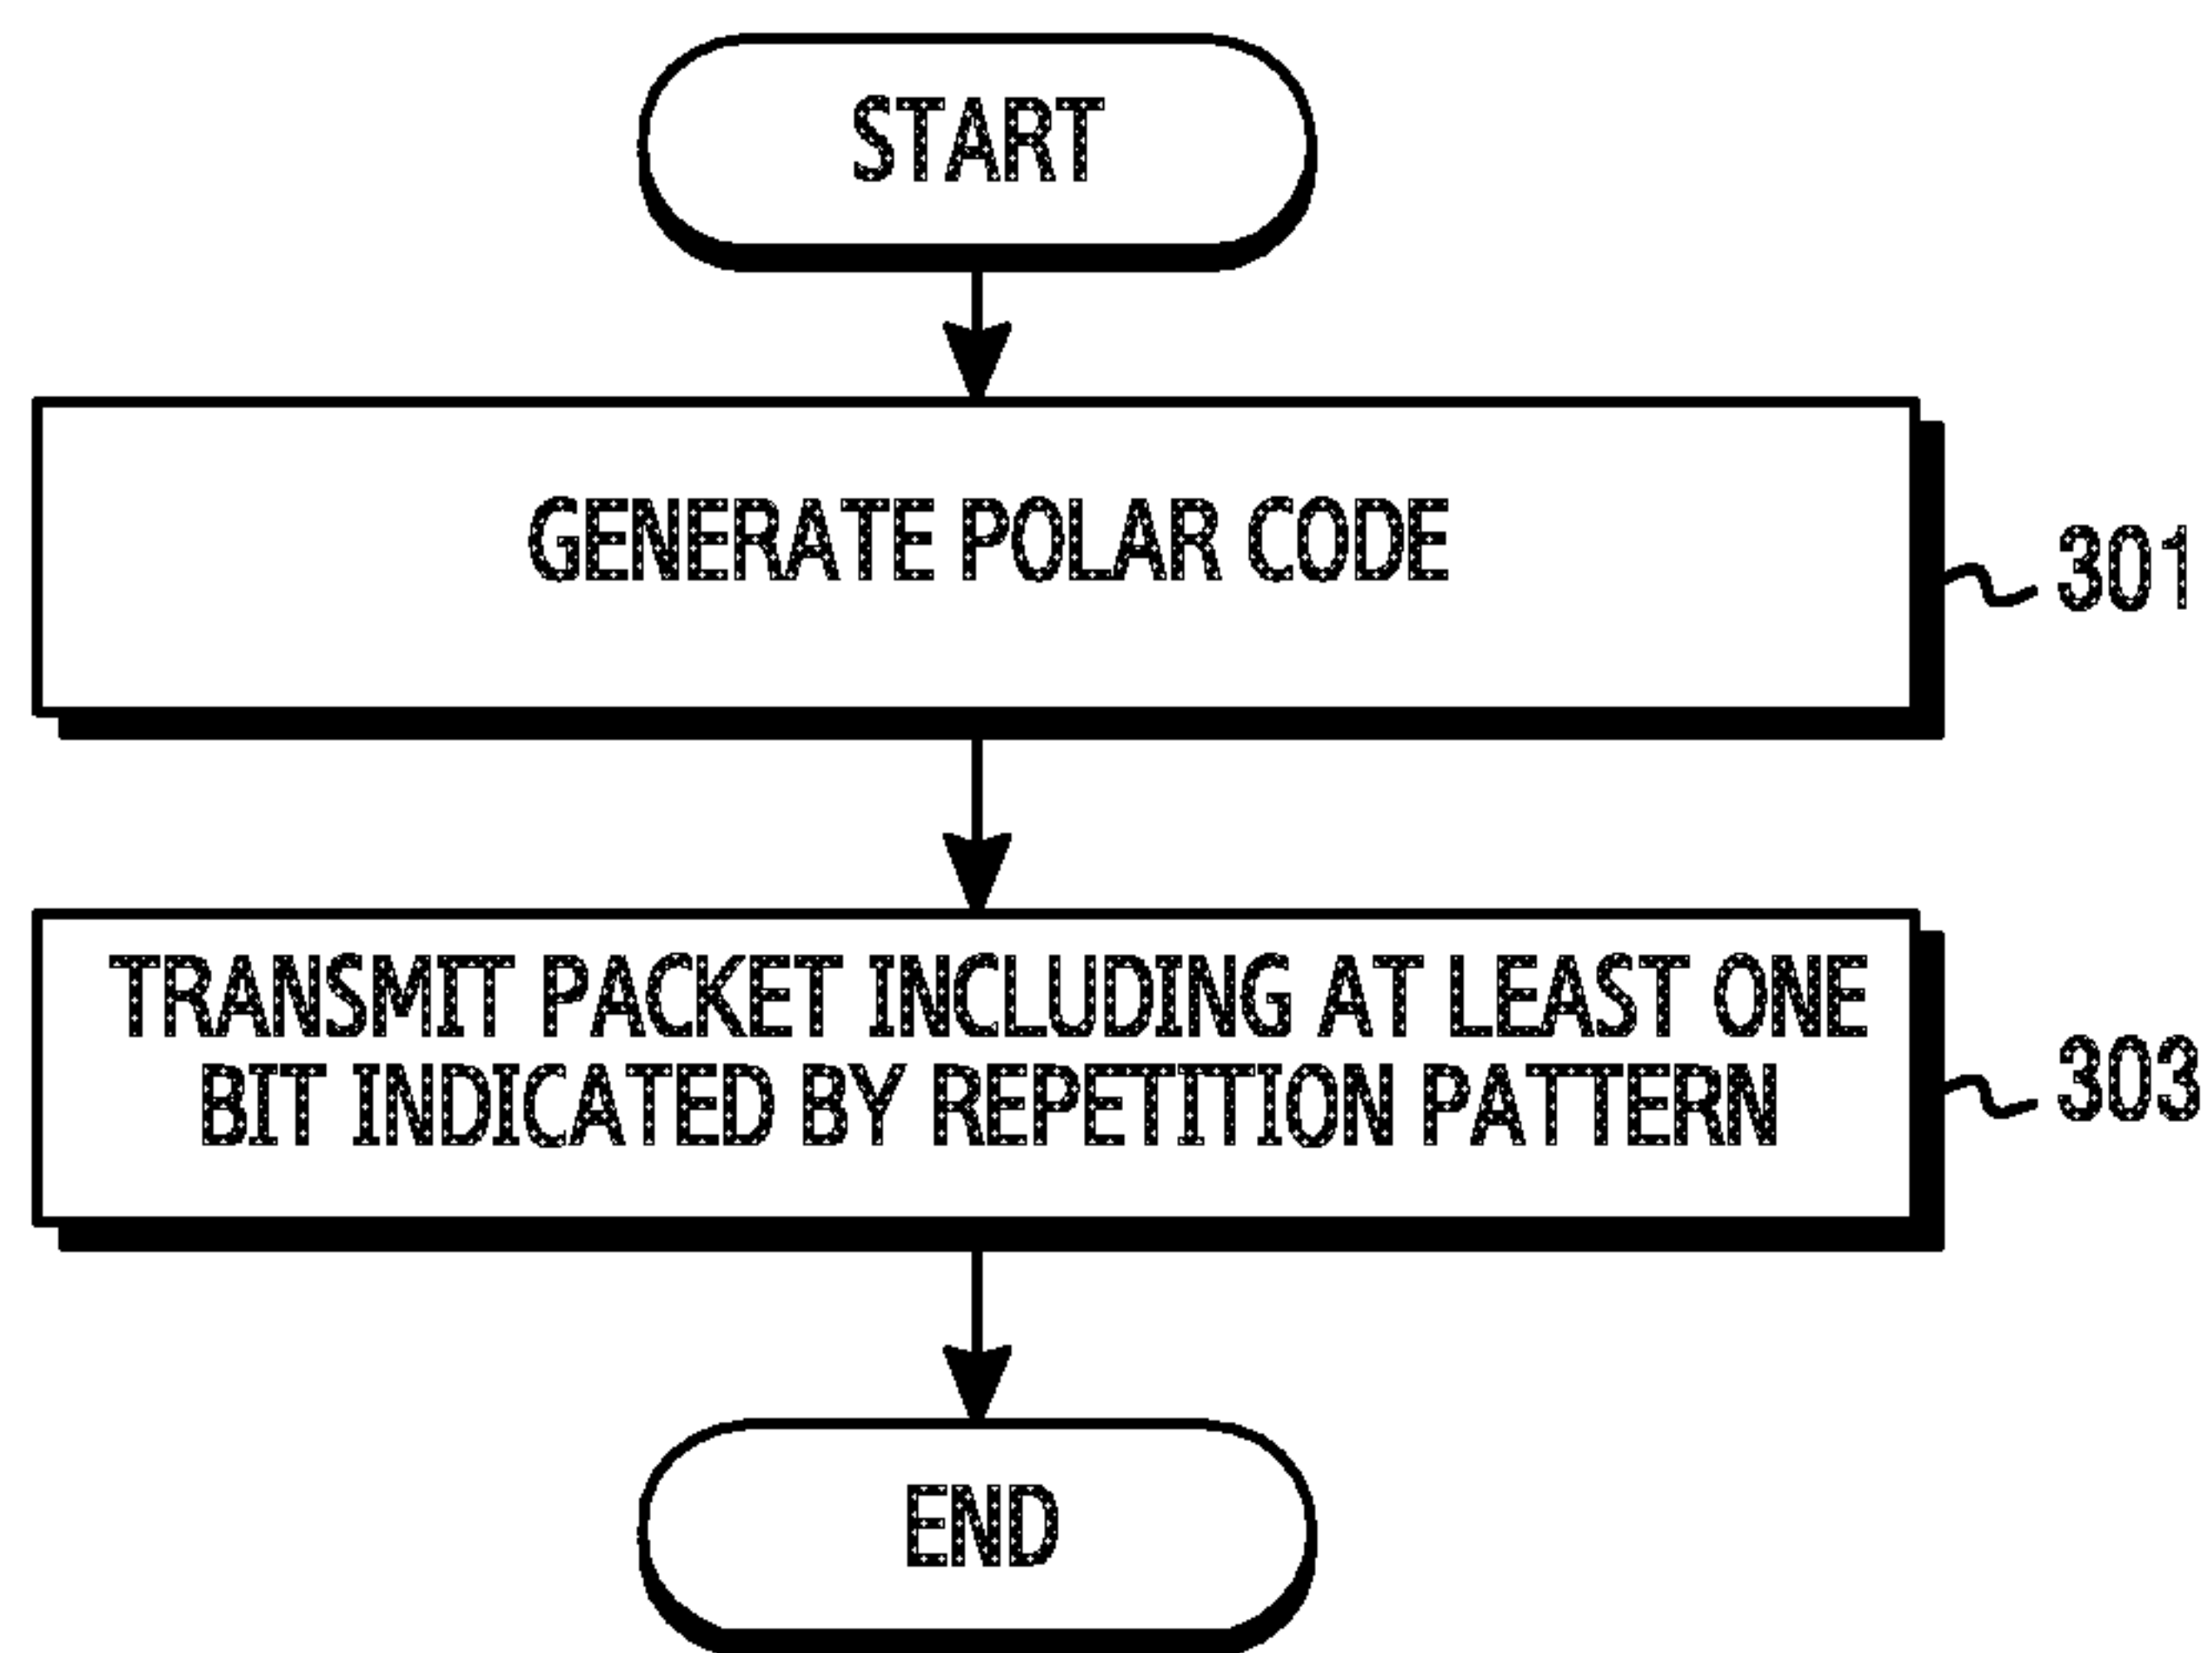 START
GENERATE POLAR CODE
301
TRANSMIT PACKET INCLUDING AT LEAST ONE
BIT INDICATED BY REPETITION PATTERN
303
END